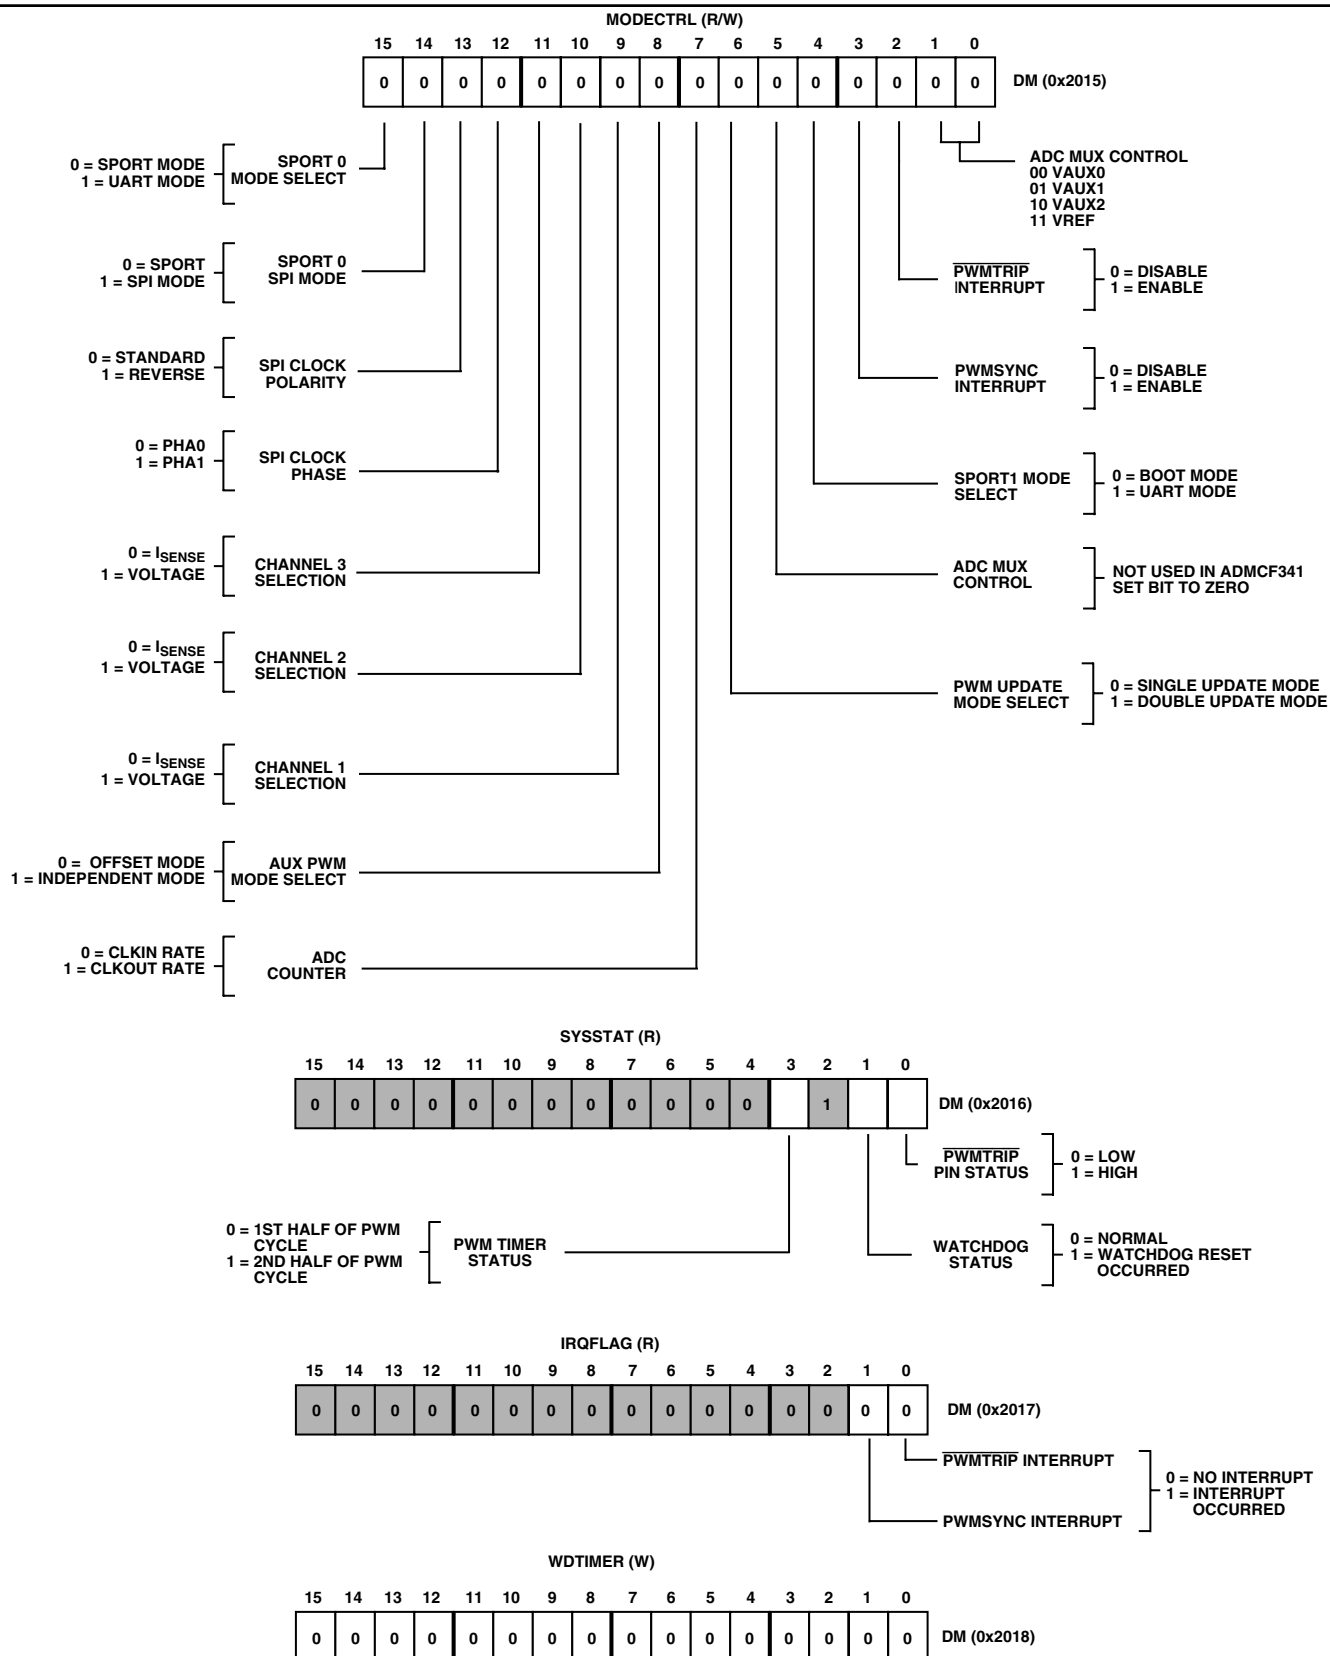 MODECTRL (R/W)
15 14 13 12 11 10 9 8 7 6 5 4 3 2 1 0
0 0 0 0 0 0 0 0 0 0 0 0 0 0 0 0 DM (0x2015)
0 = SPORT MODE
1 = UART MODE
SPORT 0
MODE SELECT
ADC MUX CONTROL
00 VAUX0
01 VAUX1
10 VAUX2
11 VREF
0 = SPORT
1 = SPI MODE
SPORT 0
SPI MODE
PWMTRIP
INTERRUPT
0 = DISABLE
1 = ENABLE
0 = STANDARD
1 = REVERSE
SPI CLOCK
POLARITY
PWMSYNC
INTERRUPT
0 = DISABLE
1 = ENABLE
0 = PHA0
1 = PHA1
SPI CLOCK
PHASE
SPORT1 MODE
SELECT
0 = BOOT MODE
1 = UART MODE
0 = ISENSE
1 = VOLTAGE
CHANNEL 3
SELECTION
ADC MUX
CONTROL
NOT USED IN ADMCF341
SET BIT TO ZERO
0 = ISENSE
1 = VOLTAGE
CHANNEL 2
SELECTION
PWM UPDATE
MODE SELECT
0 = SINGLE UPDATE MODE
1 = DOUBLE UPDATE MODE
0 = ISENSE
1 = VOLTAGE
CHANNEL 1
SELECTION
0 = OFFSET MODE
1 = INDEPENDENT MODE
AUX PWM
MODE SELECT
0 = CLKIN RATE
1 = CLKOUT RATE
ADC
COUNTER
SYSSTAT (R)
15 14 13 12 11 10 9 8 7 6 5 4 3 2 1 0
0 0 0 0 0 0 0 0 0 0 0 0 1 DM (0x2016)
PWMTRIP
PIN STATUS
0 = LOW
1 = HIGH
0 = 1ST HALF OF PWM
CYCLE
1 = 2ND HALF OF PWM
CYCLE
PWM TIMER
STATUS
WATCHDOG
STATUS
0 = NORMAL
1 = WATCHDOG RESET
OCCURRED
IRQFLAG (R)
15 14 13 12 11 10 9 8 7 6 5 4 3 2 1 0
0 0 0 0 0 0 0 0 0 0 0 0 0 0 0 0 DM (0x2017)
PWMTRIP INTERRUPT
PWMSYNC INTERRUPT
0 = NO INTERRUPT
1 = INTERRUPT
OCCURRED
WDTIMER (W)
15 14 13 12 11 10 9 8 7 6 5 4 3 2 1 0
0 0 0 0 0 0 0 0 0 0 0 0 0 0 0 0 DM (0x2018)